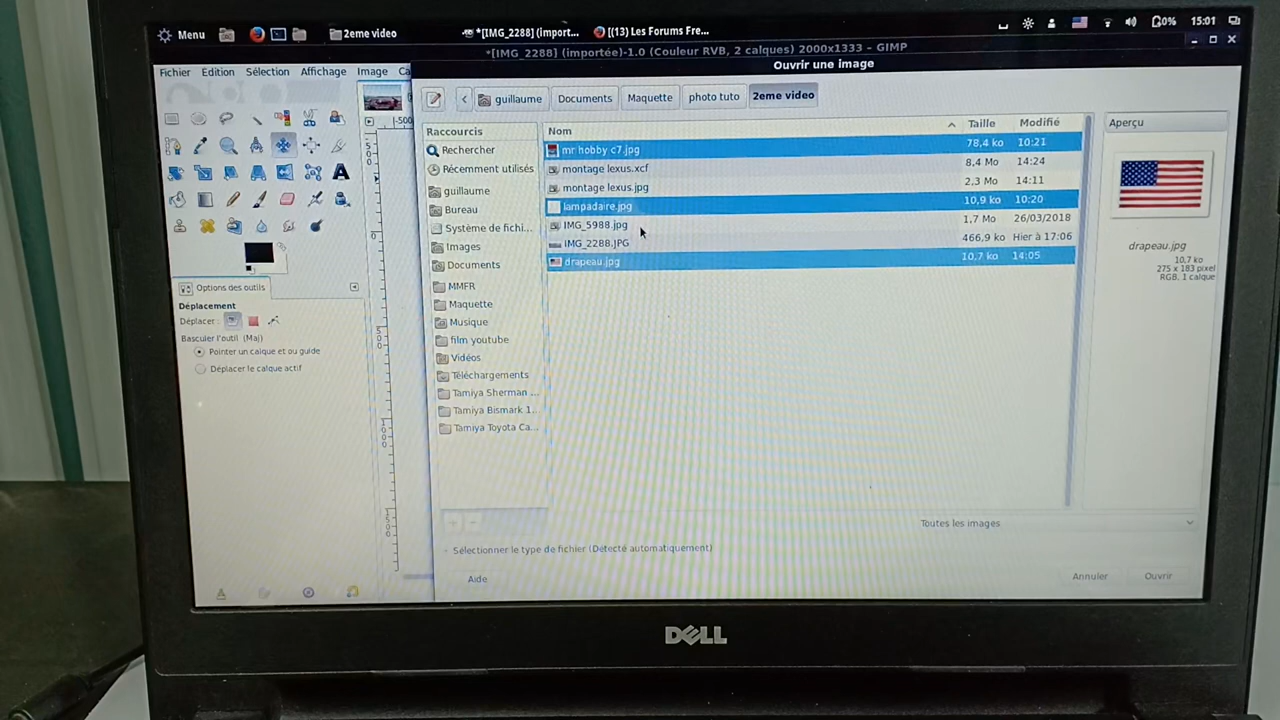 Menu
2eme video
*[IMG_2288] (import...
[(13) Les Forums Fre...
0%
15:01
*[IMG_2288] (importée)-1.0 (Couleur RVB, 2 calques) 2000x1333 – GIMP
Fichier Edition Sélection Affichage Image Ca
Ouvrir une image
guillaume Documents Maquette photo tuto 2eme video
Raccourcis
Rechercher
Récemment utilisés
guillaume
Bureau
Système de fichi...
Images
Documents
MMFR
Maquette
Musique
film youtube
Vidéos
Téléchargements
Tamiya Sherman ...
Tamiya Bismark 1...
Tamiya Toyota Ca...
Nom Taille Modifié
mr hobby c7.jpg 78,4 ko 10:21
montage lexus.xcf 8,4 Mo 14:24
montage lexus.jpg 2,3 Mo 14:11
lampadaire.jpg 10,9 ko 10:20
IMG_5988.jpg 1,7 Mo 26/03/2018
IMG_2288.JPG 466,9 ko Hier à 17:06
drapeau.jpg 10,7 ko 14:05
Aperçu
drapeau.jpg
10,7 ko
275 x 183 pixel
RGB, 1 calque
Options des outils
Déplacement
Déplacer :
Basculer l'outil (Maj)
Pointer un calque et ou guide
Déplacer le calque actif
Toutes les images
Sélectionner le type de fichier (Détecté automatiquement)
Aide Annuler Ouvrir
DELL